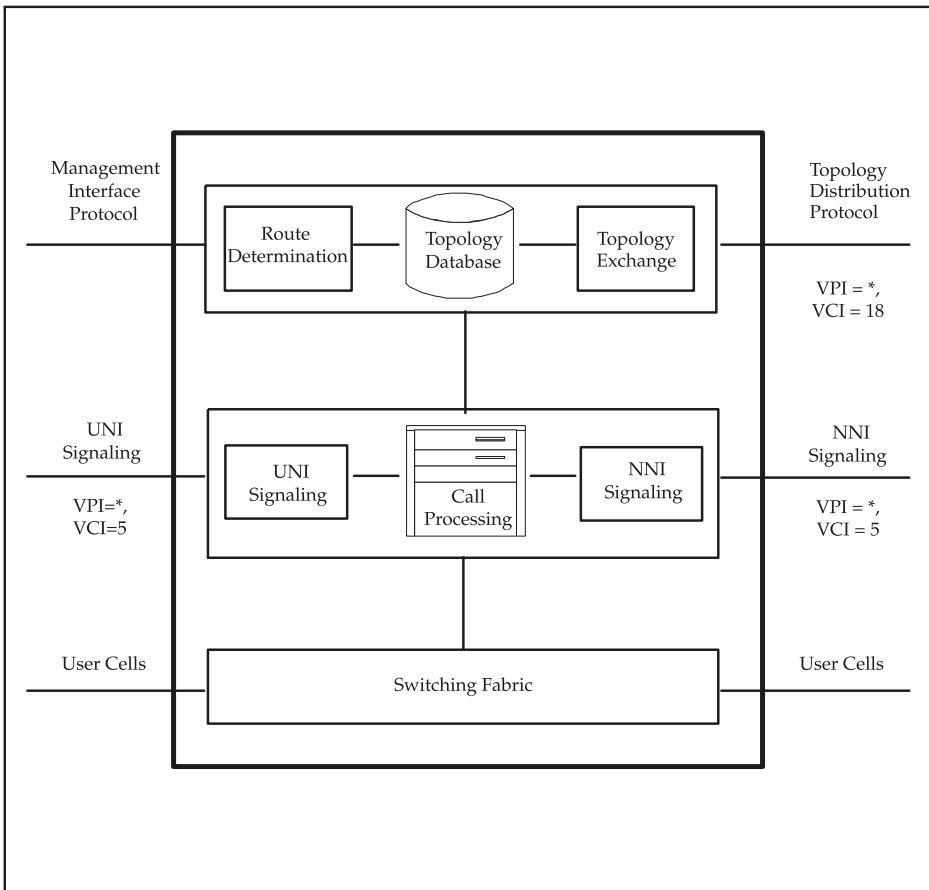 Management
Interface
Protocol
Topology
Distribution
Protocol
Route
Determination
Topology
Database
Topology
Exchange
VPI = *,
VCI = 18
UNI
Signaling
NNI
Signaling
UNI
Signaling
Call
Processing
NNI
Signaling
VPI=*,
VCI=5
VPI = *,
VCI = 5
User Cells
Switching Fabric
User Cells